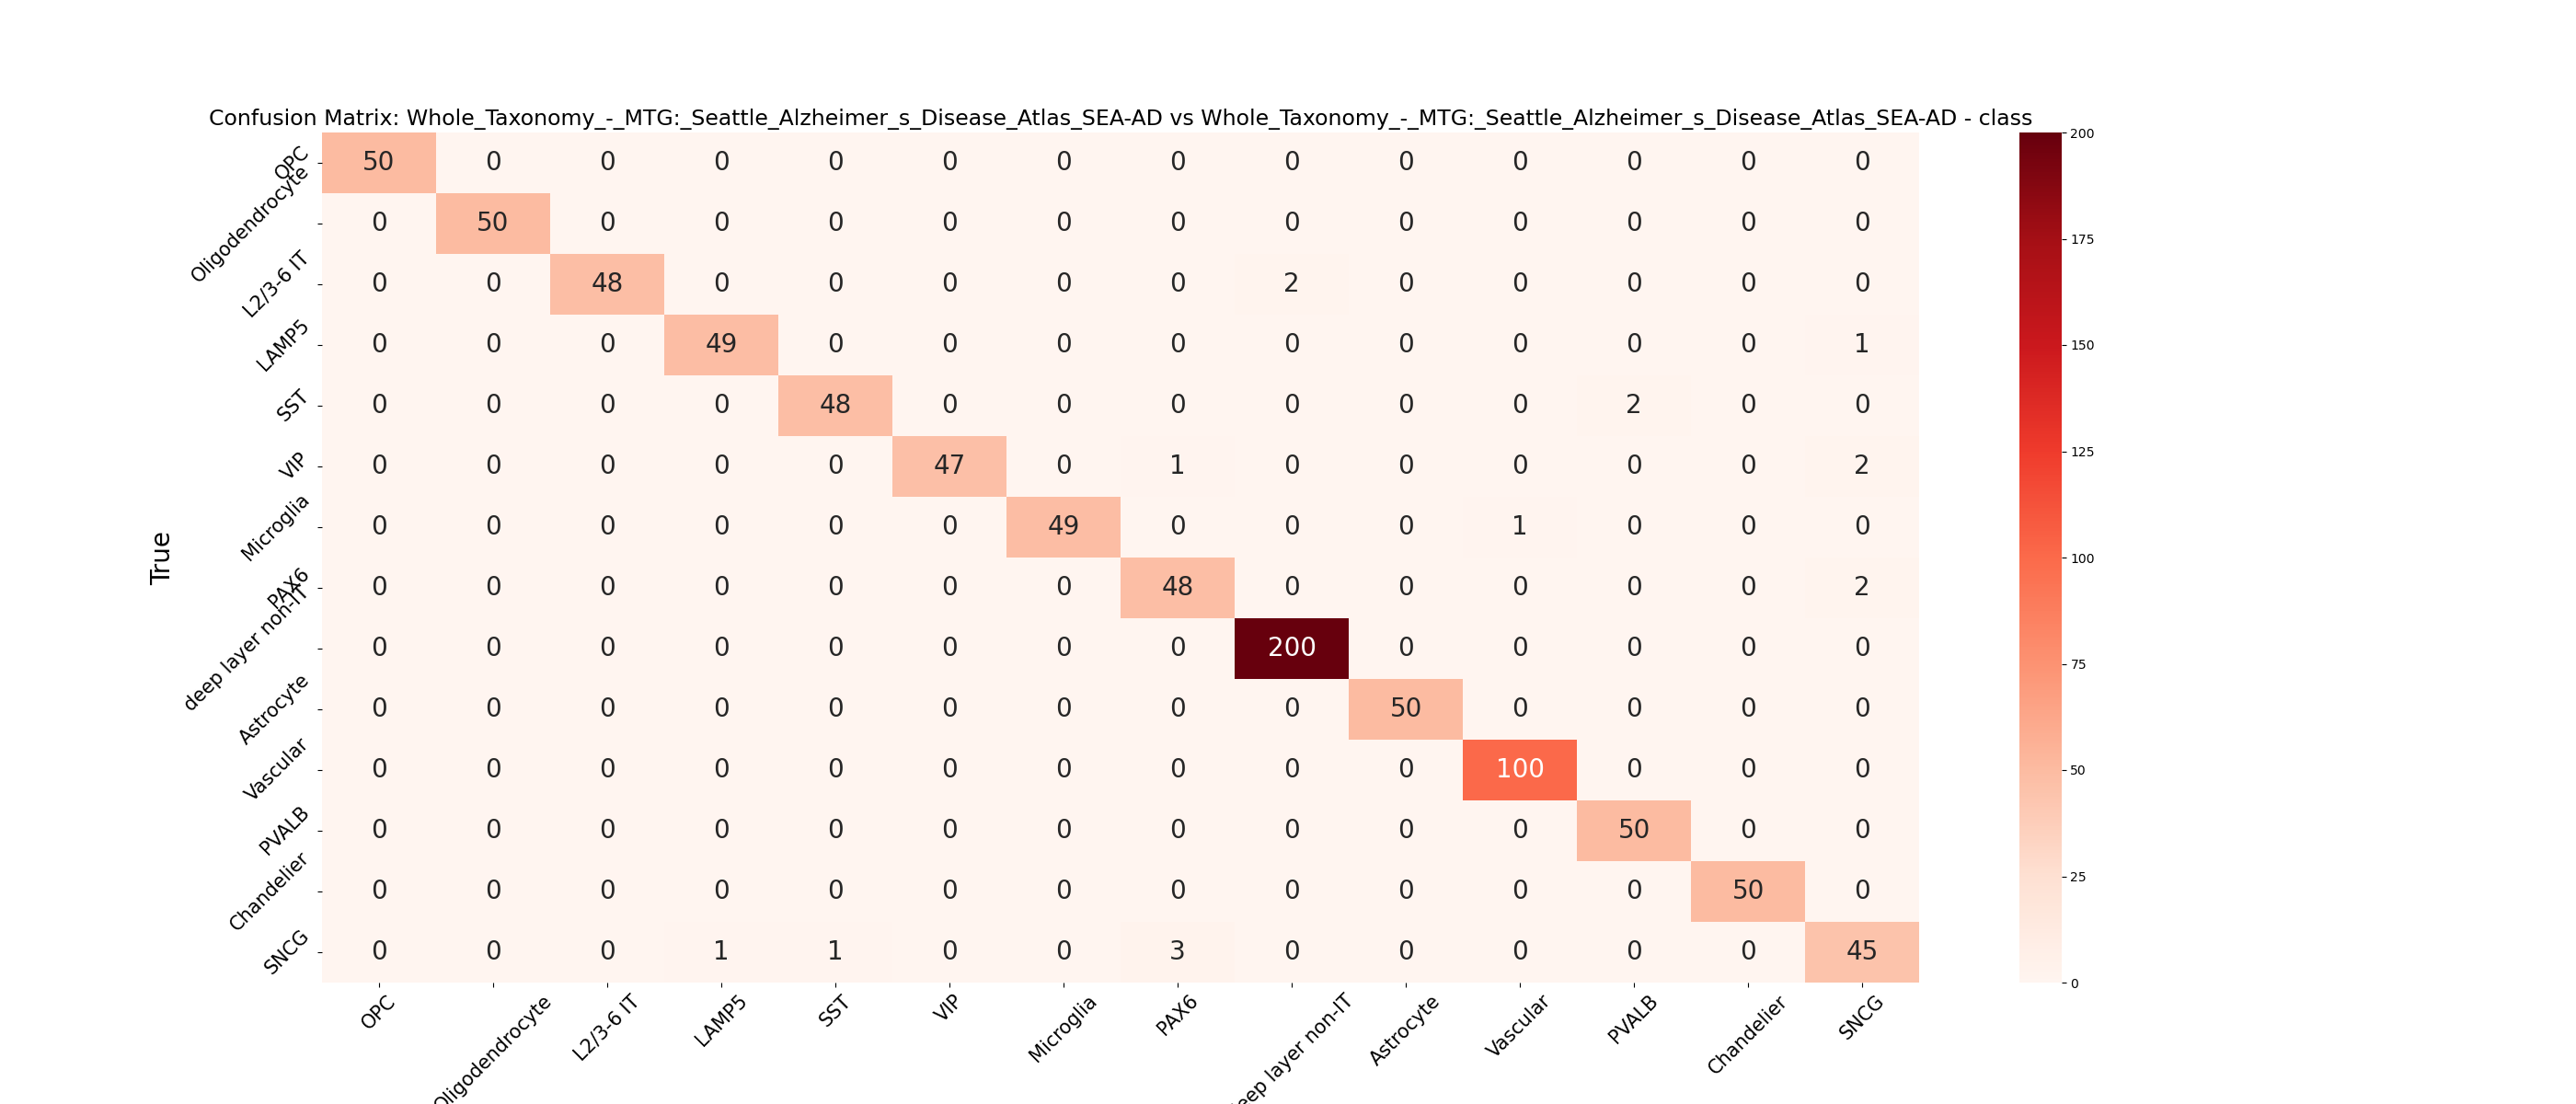 Confusion Matrix: Whole_Taxonomy_-_MTG:_Seattle_Alzheimer_s_Disease_Atlas_SEA-AD vs Whole_Taxonomy_-_MTG:_Seattle_Alzheimer_s_Disease_Atlas_SEA-AD - class
True
OPC 50 0 0 0 0 0 0 0 0 0 0 0 0 0
Oligodendrocyte 0 50 0 0 0 0 0 0 0 0 0 0 0 0
L2/3-6 IT 0 0 48 0 0 0 0 0 2 0 0 0 0 0
LAMP5 0 0 0 49 0 0 0 0 0 0 0 0 0 1
SST 0 0 0 0 48 0 0 0 0 0 0 2 0 0
VIP 0 0 0 0 0 47 0 1 0 0 0 0 0 2
Microglia 0 0 0 0 0 0 49 0 0 0 1 0 0 0
PAX6 0 0 0 0 0 0 0 48 0 0 0 0 0 2
deep layer non-IT 0 0 0 0 0 0 0 0 200 0 0 0 0 0
Astrocyte 0 0 0 0 0 0 0 0 0 50 0 0 0 0
Vascular 0 0 0 0 0 0 0 0 0 0 100 0 0 0
PVALB 0 0 0 0 0 0 0 0 0 0 0 50 0 0
Chandelier 0 0 0 0 0 0 0 0 0 0 0 0 50 0
SNCG 0 0 0 1 1 0 0 3 0 0 0 0 0 45
OPC Oligodendrocyte L2/3-6 IT LAMP5 SST VIP Microglia PAX6 layer non-IT Astrocyte Vascular PVALB Chandelier SNCG
200
175
150
125
100
75
50
25
0